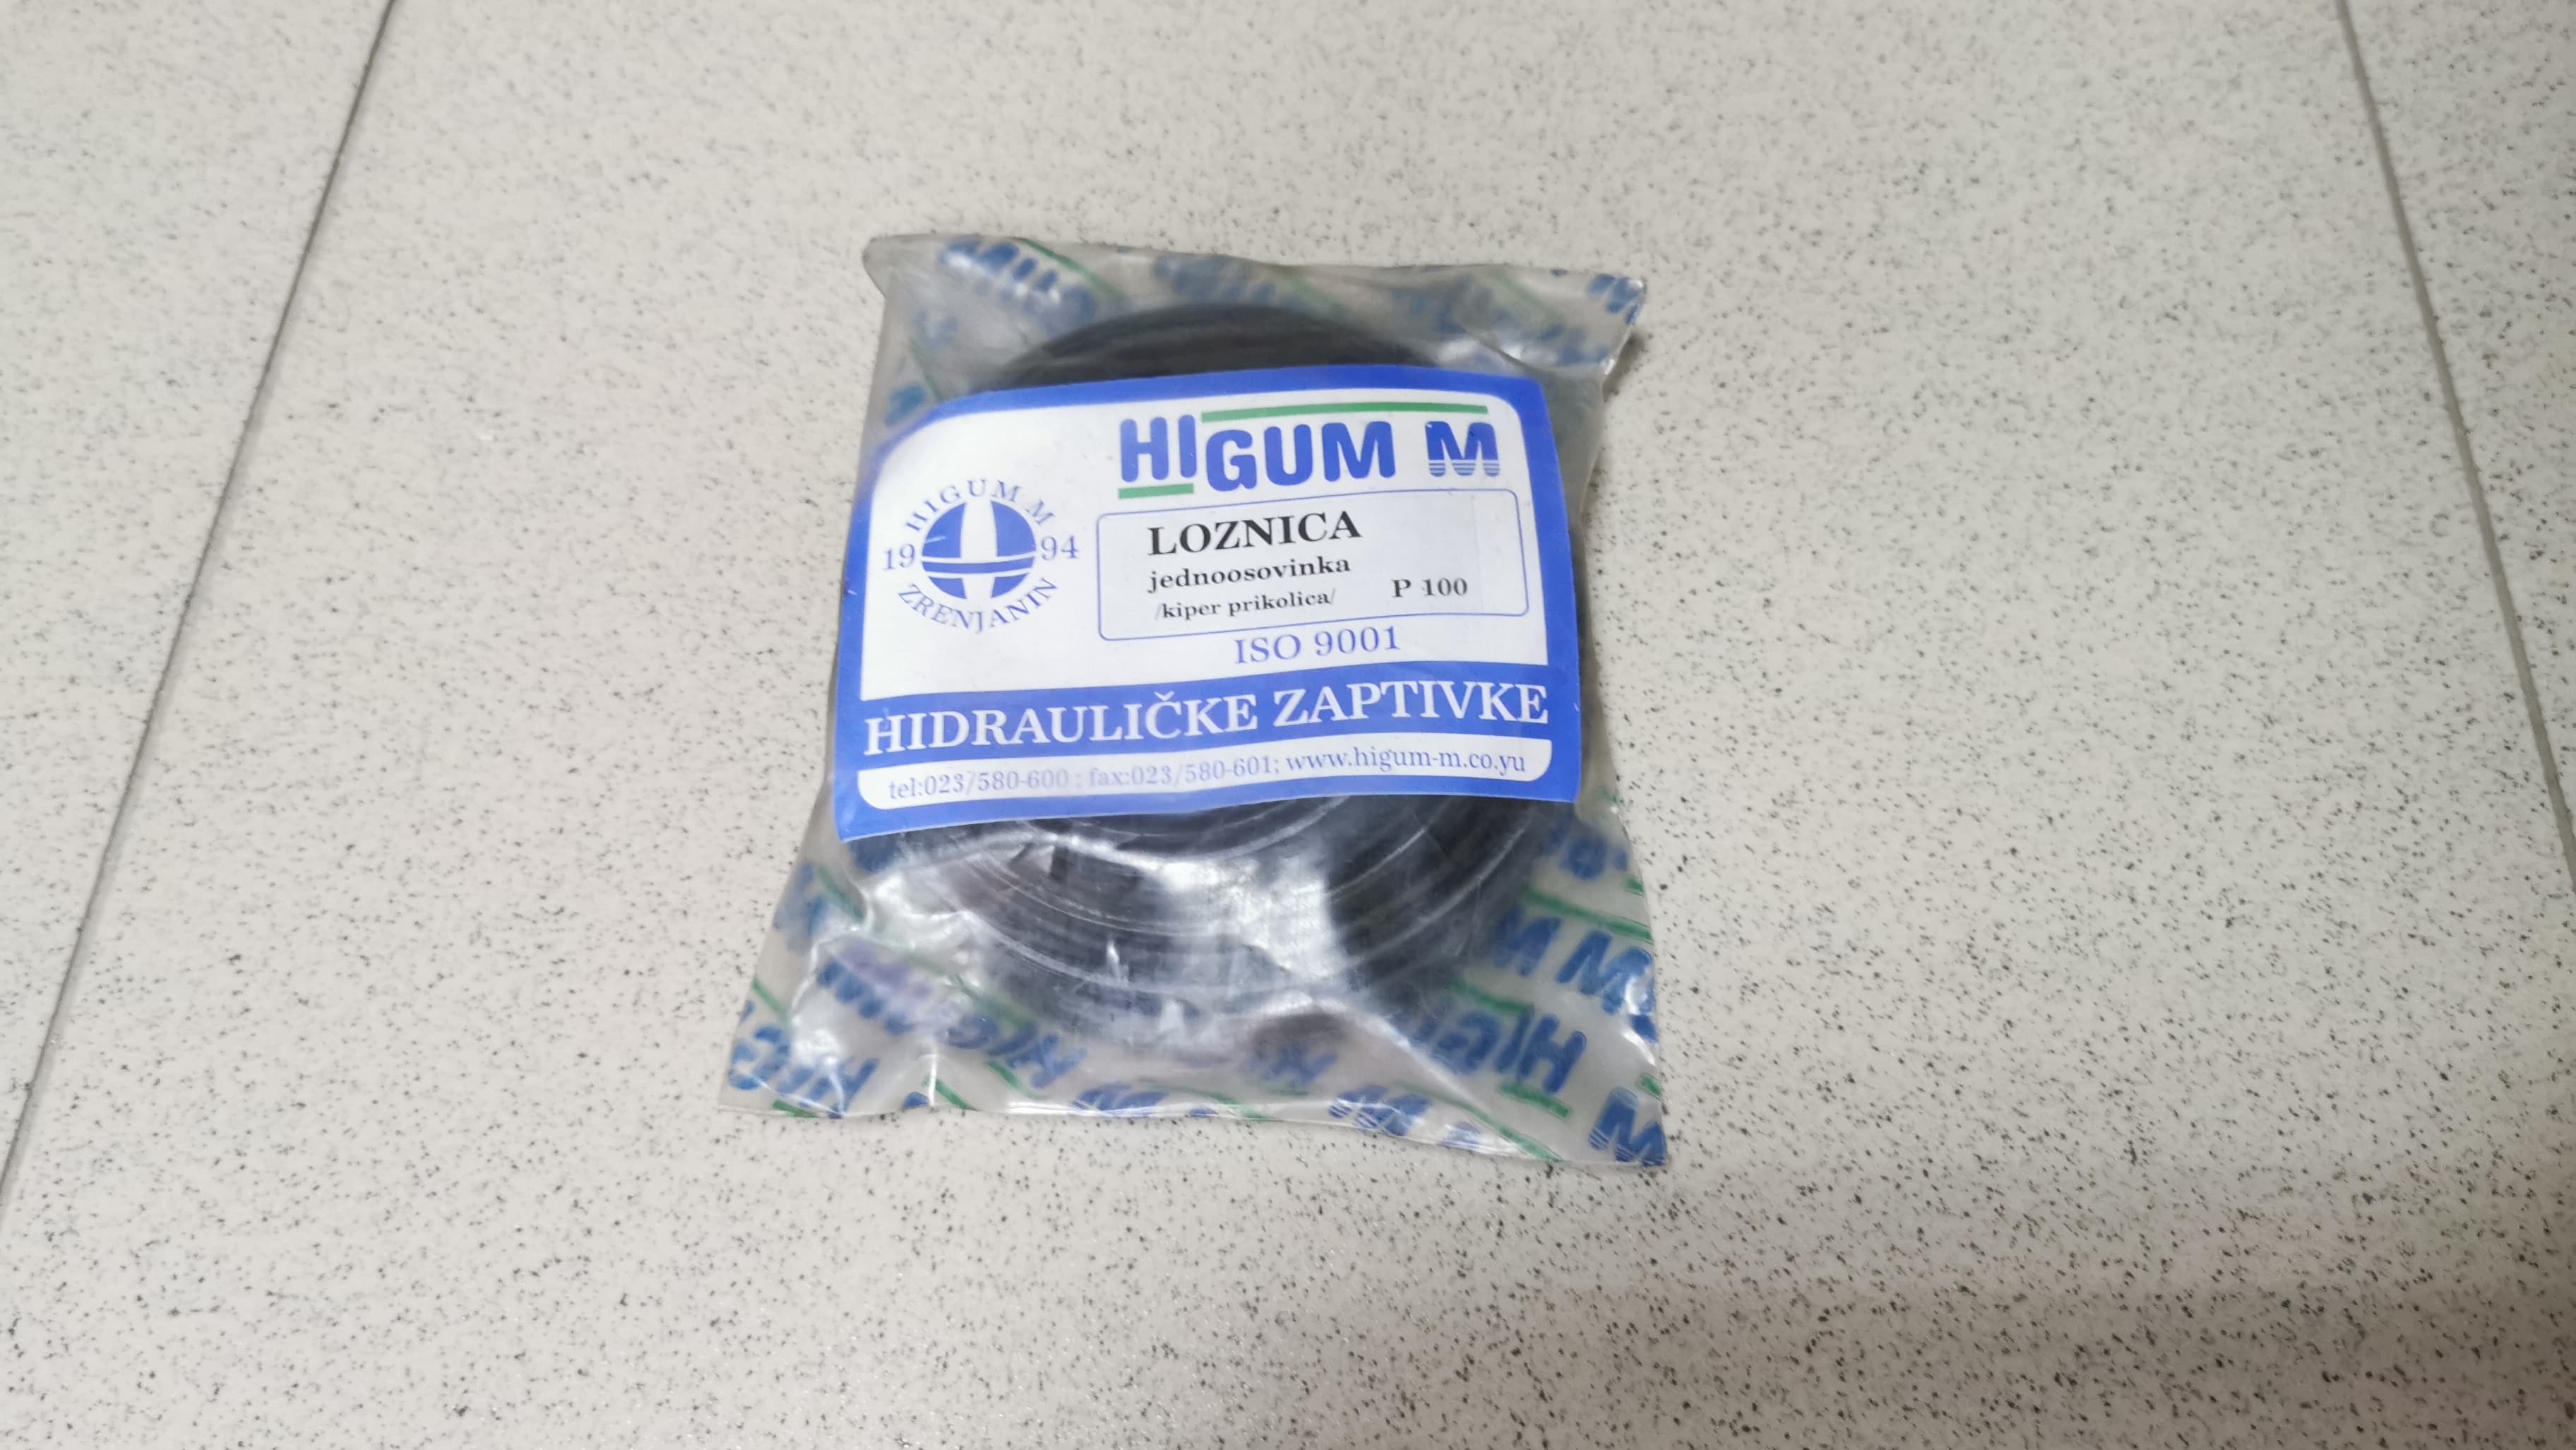 HIGUM M
HIGUM M
19 94
ZRENJANIN
LOZNICA
jednoosovinka
/kiper prikolica/ P 100
ISO 9001
HIDRAULIČKE ZAPTIVKE
tel:023/580-600 ; fax:023/580-601; www.higum-m.co.yu